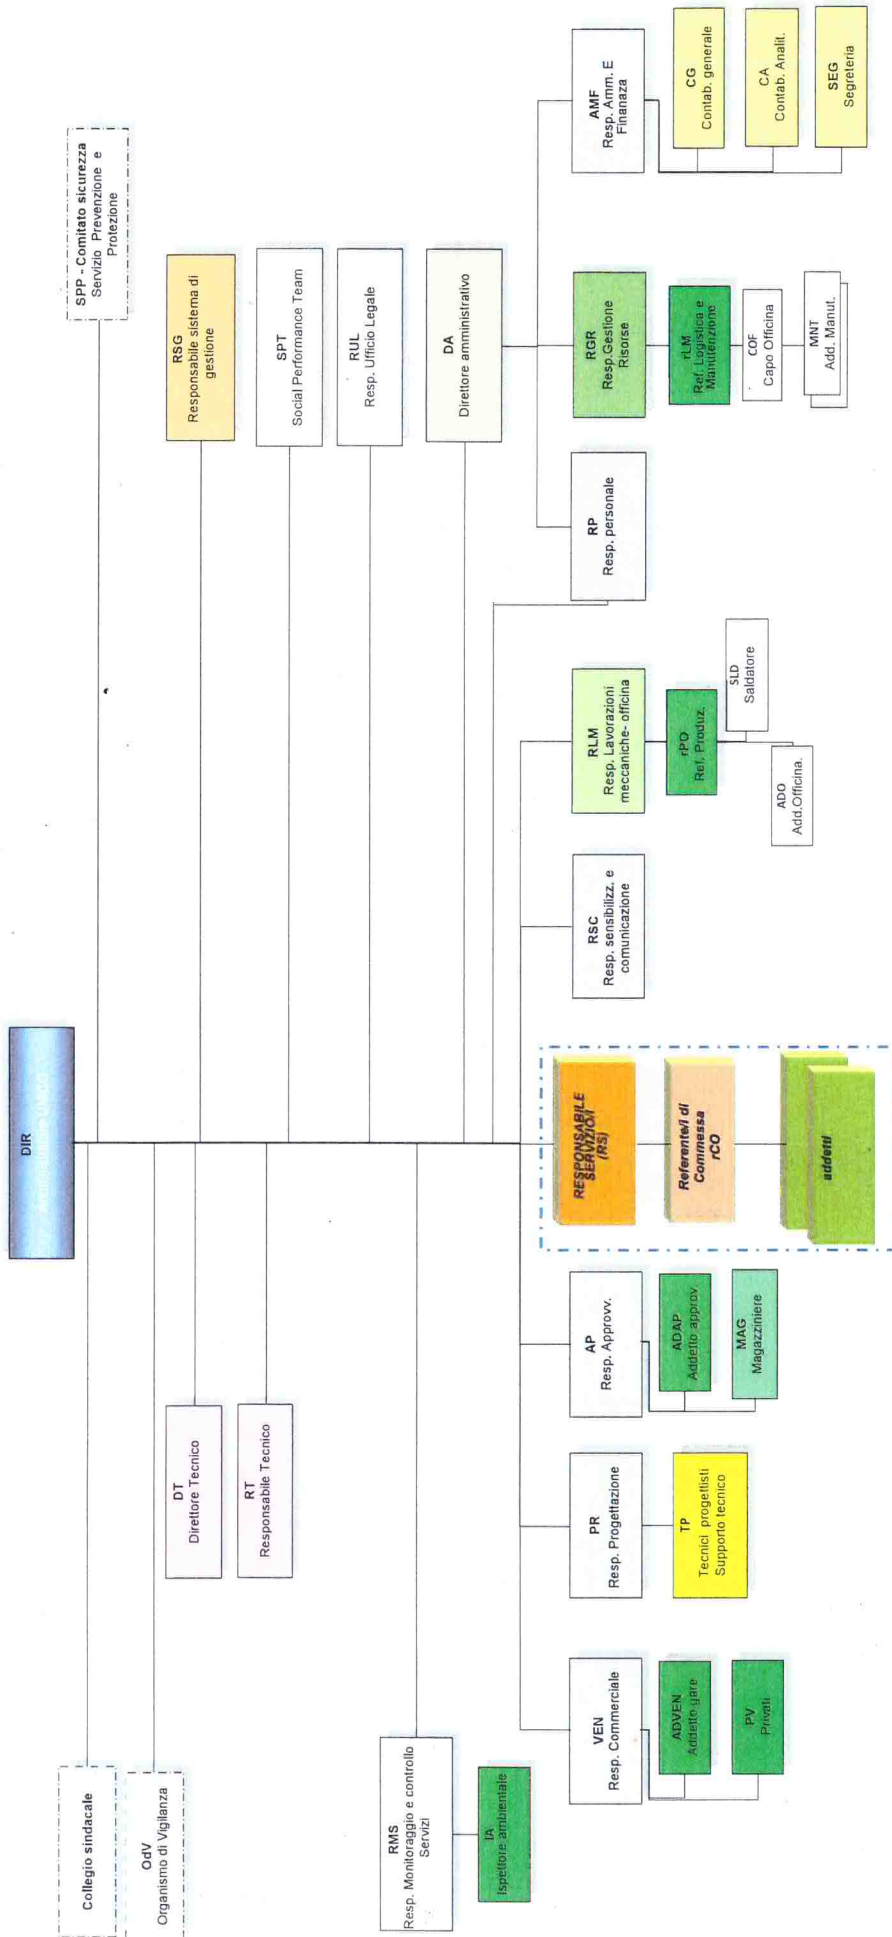 DIR
Collegio sindacale
OdV
Organismo di Vigilanza
SPP - Comitato sicurezza
Servizio Prevenzione e
Protezione
DT
Direttore Tecnico
RT
Responsabile Tecnico
RSG
Responsabile sistema di
gestione
SPT
Social Performance Team
RUL
Resp. Ufficio Legale
RMS
Resp. Monitoraggio e controllo
Servizi
IA
Ispettore ambientale
DA
Direttore amministrativo
VEN
Resp. Commerciale
ADVEN
Addetto gare
PV
Privati
PR
Resp. Progettazione
TP
Tecnici progettisti
Supporto tecnico
AP
Resp. Approvv.
ADAP
Addetto approv.
MAG
Magazziniere
RESPONSABILE
(RS)
Referente/i di
Commessa
rCO
addetti
RSC
Resp. sensibilizz. e
comunicazione
RLM
Resp. Lavorazioni
meccaniche- officina
rPO
Ref. Produz.
SLD
Saldatore
ADO
Add.Officina.
RP
Resp. personale
RGR
Resp.Gestione
Risorse
rLM
Ref. Logistica e
Manutenzione
COF
Capo Officina
MNT
Add. Manut.
AMF
Resp. Amm. E
Finanaza
CG
Contab. generale
CA
Contab. Analit.
SEG
Segreteria